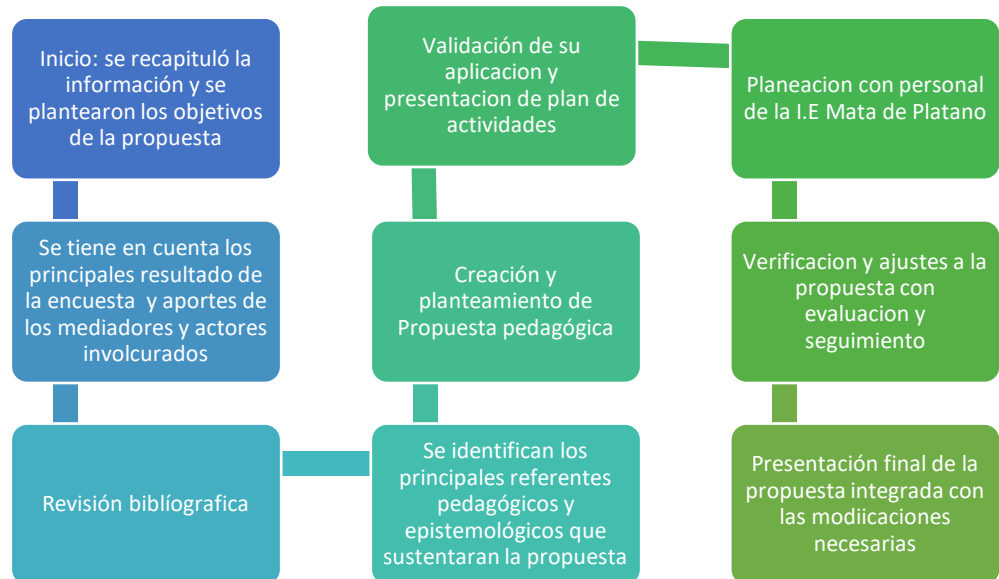 Inicio: se recapituló la
información y se
plantearon los objetivos
de la propuesta
Se tiene en cuenta los
principales resultado de
la encuesta y aportes de
los mediadores y actores
involcurados
Revisión biblíografica
Se identifican los
principales referentes
pedagógicos y
epistemológicos que
sustentaran la propuesta
Creación y
planteamiento de
Propuesta pedagógica
Validación de su
aplicacion y
presentacion de plan de
actividades
Planeacion con personal
de la I.E Mata de Platano
Verificacion y ajustes a la
propuesta con
evaluacion y
seguimiento
Presentación final de la
propuesta integrada con
las modiicaciones
necesarias